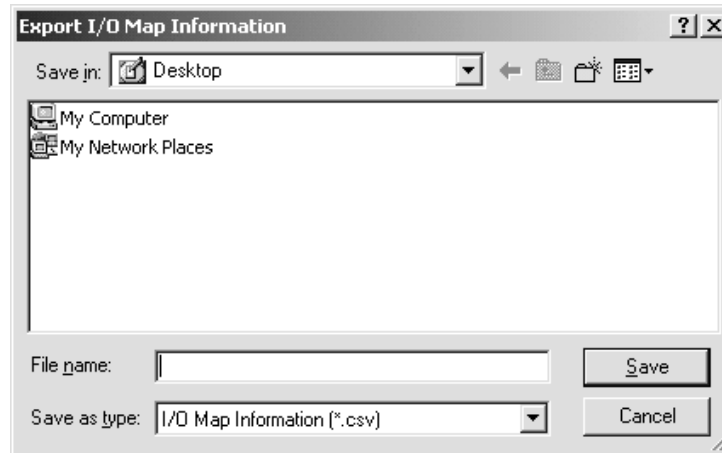 Export I/O Map Information ? X
Save in: Desktop
My Computer
My Network Places
File name: Save
Save as type: I/O Map Information (*.csv) Cancel